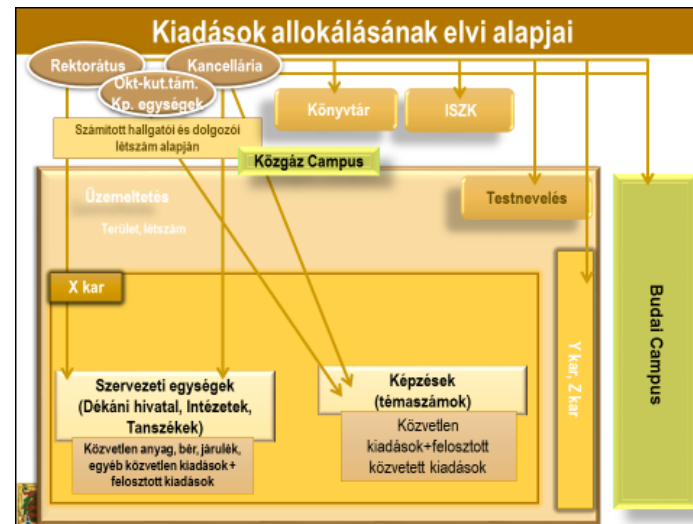 Kiadások allokálásának elvi alapjai
Rektorátus
Kancellária
Okt-kut.tám.
Kp. egységek
Könyvtár
ISZK
Számított hallgatói és dolgozói
létszám alapján
Közgáz Campus
Üzemeltetés
Testnevelés
Terület, létszám
X kar
Y kar, Z kar
Budai Campus
Szervezeti egységek
(Dékáni hivatal, Intézetek,
Tanszékek)
Közvetlen anyag, bér, járulék,
egyéb közvetlen kiadások+
felosztott kiadások
Képzések
(témaszámok)
Közvetlen
kiadások+felosztott
közvetett kiadások